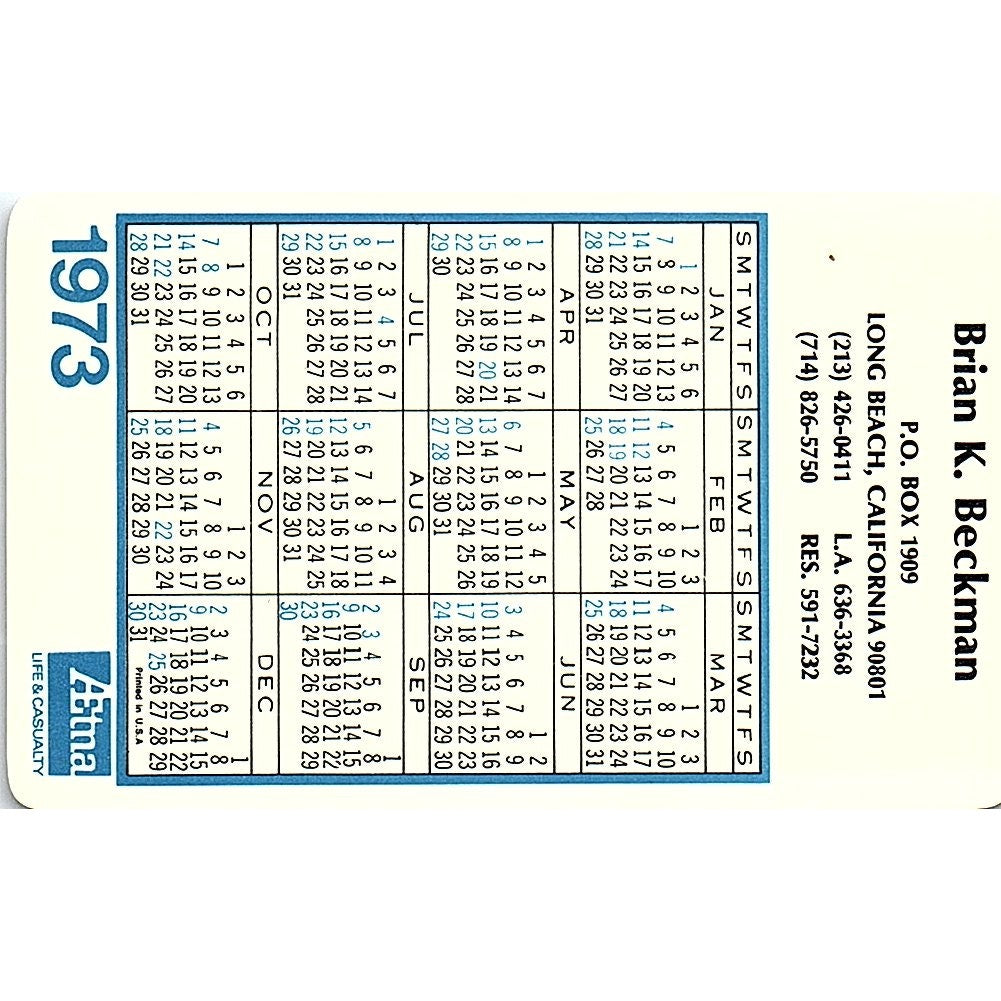 Brian K. Beckman
P.O. BOX 1909
LONG BEACH, CALIFORNIA 90801
(213) 426-0411 L.A. 636-3368
(714) 826-5750 RES. 591-7232
S M T W T F S S M T W T F S S M T W T F S
JAN FEB MAR
1 2 3 4 5 6 1 2 3 1 2 3
7 8 9 10 11 12 13 4 5 6 7 8 9 10 4 5 6 7 8 9 10
14 15 16 17 18 19 20 11 12 13 14 15 16 17 11 12 13 14 15 16 17
21 22 23 24 25 26 27 18 19 20 21 22 23 24 18 19 20 21 22 23 24
28 29 30 31 25 26 27 28 25 26 27 28 29 30 31
APR MAY JUN
1 2 3 4 5 6 7 1 2 3 4 5 1 2
8 9 10 11 12 13 14 6 7 8 9 10 11 12 3 4 5 6 7 8 9
15 16 17 18 19 20 21 13 14 15 16 17 18 19 10 11 12 13 14 15 16
22 23 24 25 26 27 28 20 21 22 23 24 25 26 17 18 19 20 21 22 23
29 30 27 28 29 30 31 24 25 26 27 28 29 30
JUL AUG SEP
1 2 3 4 5 6 7 1 2 3 4 1
8 9 10 11 12 13 14 5 6 7 8 9 10 11 2 3 4 5 6 7 8
15 16 17 18 19 20 21 12 13 14 15 16 17 18 9 10 11 12 13 14 15
22 23 24 25 26 27 28 19 20 21 22 23 24 25 16 17 18 19 20 21 22
29 30 31 26 27 28 29 30 31 23 24 25 26 27 28 29
30
OCT NOV DEC
1 2 3 4 5 6 1 2 3 1
7 8 9 10 11 12 13 4 5 6 7 8 9 10 2 3 4 5 6 7 8
14 15 16 17 18 19 20 11 12 13 14 15 16 17 9 10 11 12 13 14 15
21 22 23 24 25 26 27 18 19 20 21 22 23 24 16 17 18 19 20 21 22
28 29 30 31 25 26 27 28 29 30 23 24 25 26 27 28 29
30 31 Printed in U.S.A
1973 Ætna
LIFE & CASUALTY